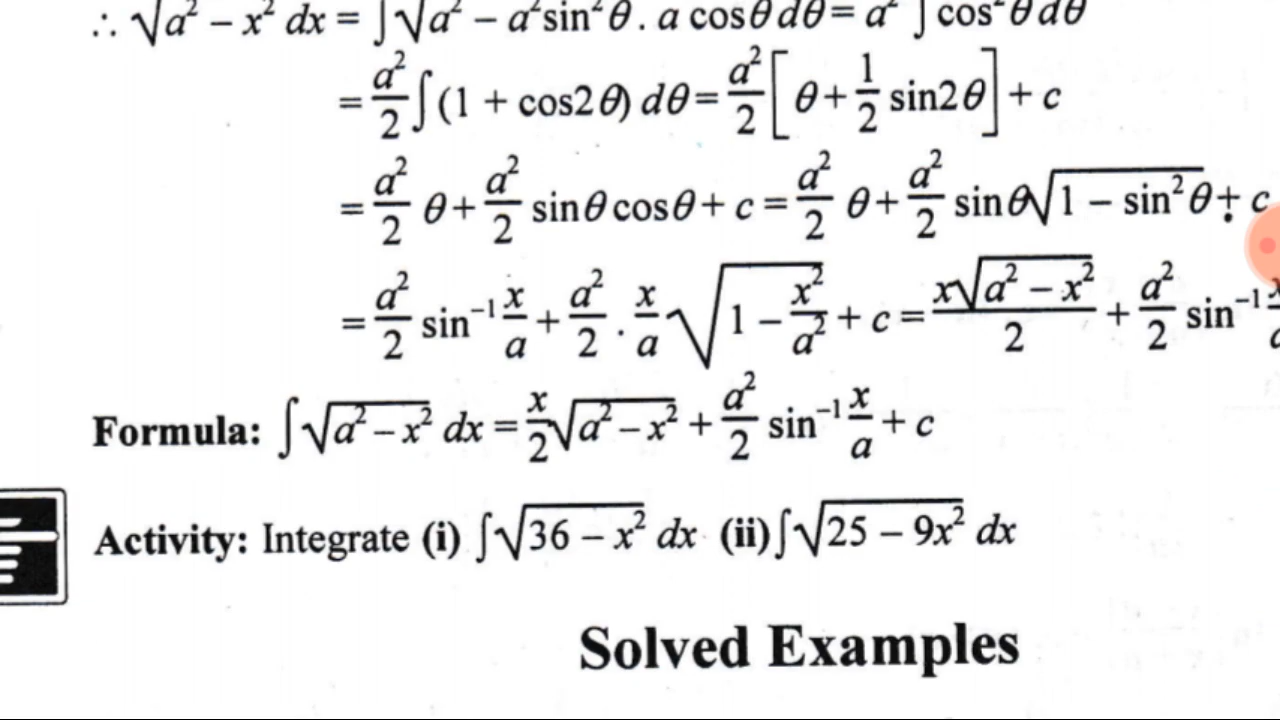 ∴ √a² − x² dx = ∫√a² − a²sin²θ . a cosθ dθ = a² ∫ cos²θ dθ
= a²/2 ∫(1 + cos2θ) dθ = a²/2 [θ + 1/2 sin2θ] + c
= a²/2 θ + a²/2 sinθ cosθ + c = a²/2 θ + a²/2 sinθ√1 − sin²θ + c
= a²/2 sin⁻¹ x/a + a²/2 . x/a √1 − x²/a² + c = x√a² − x²/2 + a²/2 sin⁻¹
Formula: ∫√a² − x² dx = x/2 √a² − x² + a²/2 sin⁻¹ x/a + c
Activity: Integrate (i) ∫√36 − x² dx (ii) ∫√25 − 9x² dx
Solved Examples